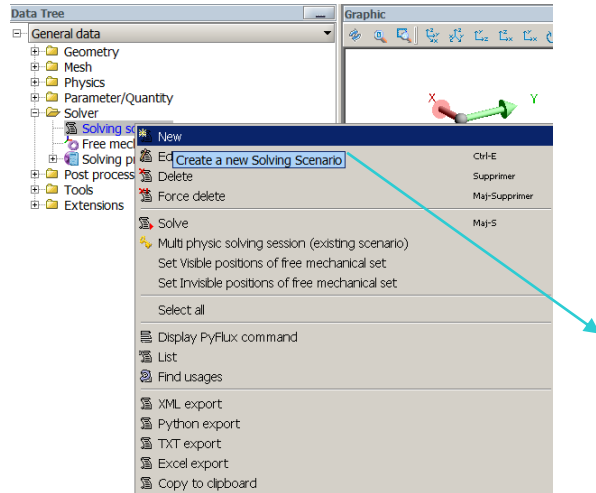 Data Tree
Graphic
General data
Geometry
Mesh
Physics
Parameter/Quantity
Solver
Solving
Free mec
Solving p
Post process
Tools
Extensions
X
Y
New
Ed
Ctrl-E
Create a new Solving Scenario
Delete
Supprimer
Force delete
Maj-Supprimer
Solve
Maj-S
Multi physic solving session (existing scenario)
Set Visible positions of free mechanical set
Set Invisible positions of free mechanical set
Select all
Display PyFlux command
List
Find usages
XML export
Python export
TXT export
Excel export
Copy to clipboard